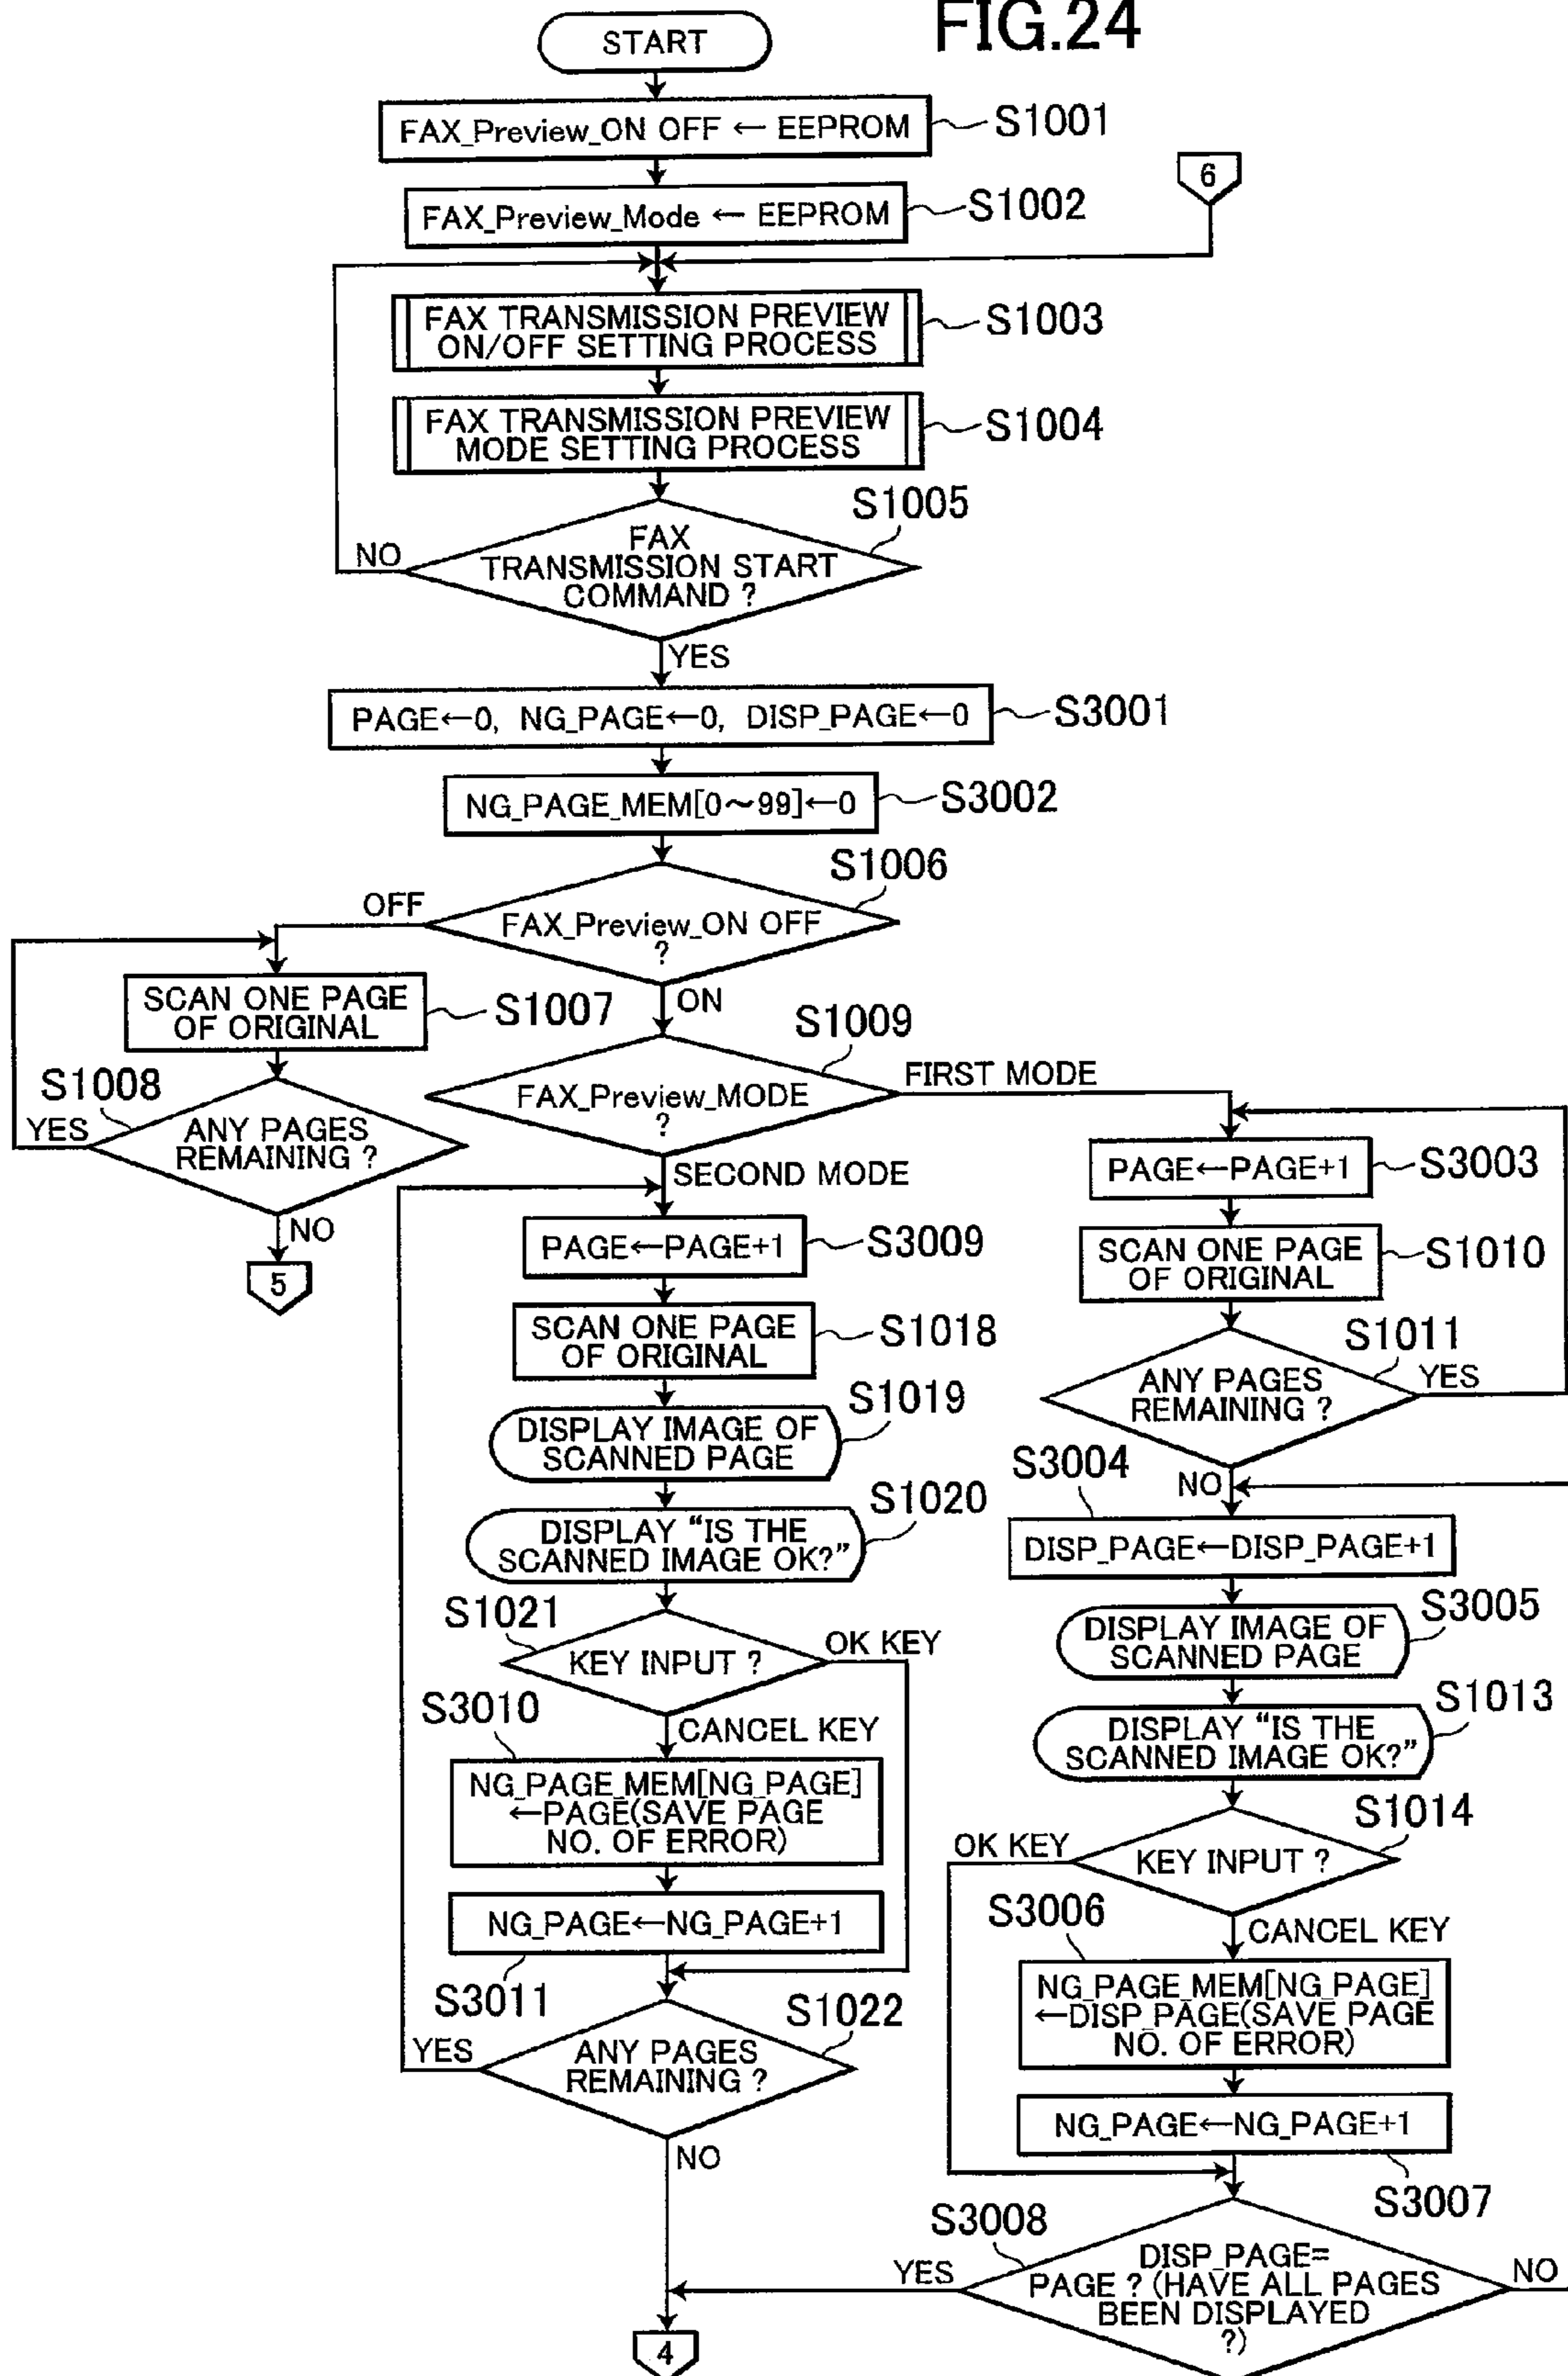 FIG.24
START
FAX_Preview_ON OFF ← EEPROM
S1001
6
FAX_Preview_Mode ← EEPROM
S1002
FAX TRANSMISSION PREVIEW
ON/OFF SETTING PROCESS
S1003
FAX TRANSMISSION PREVIEW
MODE SETTING PROCESS
S1004
S1005
NO
FAX
TRANSMISSION START
COMMAND ?
YES
PAGE←0, NG_PAGE←0, DISP_PAGE←0
S3001
NG_PAGE_MEM[0～99]←0
S3002
S1006
OFF
FAX_Preview_ON OFF
?
ON
SCAN ONE PAGE
OF ORIGINAL
S1007
S1008
YES
ANY PAGES
REMAINING ?
NO
5
S1009
FAX_Preview_MODE
?
FIRST MODE
SECOND MODE
PAGE←PAGE+1
S3009
SCAN ONE PAGE
OF ORIGINAL
S1018
S1019
DISPLAY IMAGE OF
SCANNED PAGE
S1020
DISPLAY “IS THE
SCANNED IMAGE OK?”
S1021
KEY INPUT ?
OK KEY
S3010
CANCEL KEY
NG_PAGE_MEM[NG_PAGE]
←PAGE(SAVE PAGE
NO. OF ERROR)
NG_PAGE←NG_PAGE+1
S3011
S1022
YES
ANY PAGES
REMAINING ?
NO
PAGE←PAGE+1
S3003
SCAN ONE PAGE
OF ORIGINAL
S1010
S1011
ANY PAGES
REMAINING ?
YES
S3004
NO
DISP_PAGE←DISP_PAGE+1
S3005
DISPLAY IMAGE OF
SCANNED PAGE
S1013
DISPLAY “IS THE
SCANNED IMAGE OK?”
S1014
OK KEY
KEY INPUT ?
S3006
CANCEL KEY
NG_PAGE_MEM[NG_PAGE]
←DISP_PAGE(SAVE PAGE
NO. OF ERROR)
NG_PAGE←NG_PAGE+1
S3007
S3008
YES
DISP_PAGE=
PAGE ? (HAVE ALL PAGES
BEEN DISPLAYED
?)
NO
4